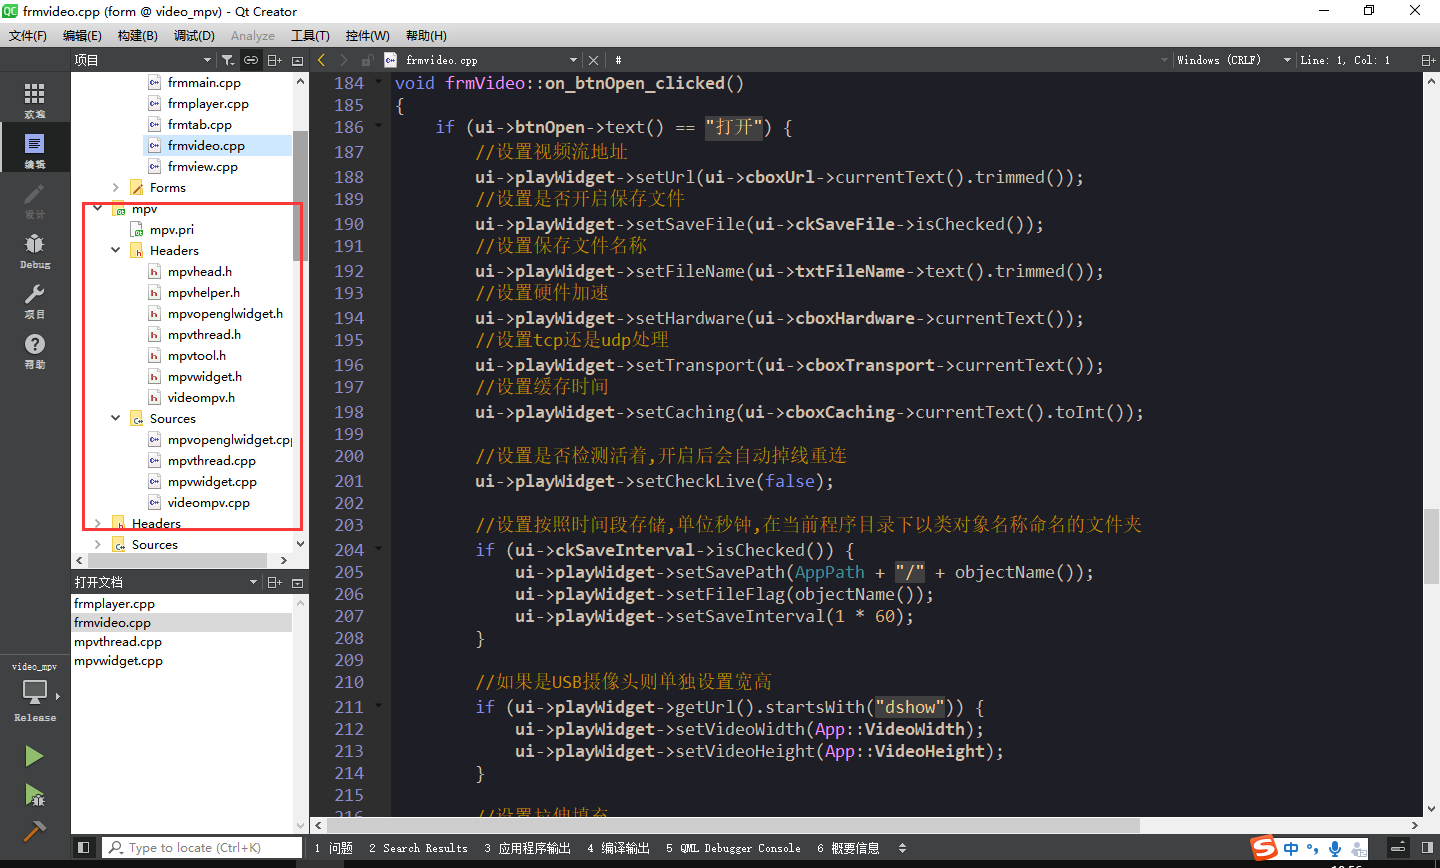 frmvideo.cpp (form @ video_mpv) - Qt Creator
文件(F) 编辑(E) 构建(B) 调试(D) Analyze 工具(T) 控件(W) 帮助(H)
项目
frmvideo.cpp
#
Windows (CRLF)
Line: 1, Col: 1
欢迎
编辑
设计
Debug
项目
帮助
video_mpv
Release
frmmain.cpp
frmplayer.cpp
frmtab.cpp
frmvideo.cpp
frmview.cpp
Forms
mpv
mpv.pri
Headers
mpvhead.h
mpvhelper.h
mpvopenglwidget.h
mpvthread.h
mpvtool.h
mpvwidget.h
videompv.h
Sources
mpvopenglwidget.cpp
mpvthread.cpp
mpvwidget.cpp
videompv.cpp
Headers
Sources
打开文档
frmplayer.cpp
frmvideo.cpp
mpvthread.cpp
mpvwidget.cpp
184 void frmVideo::on_btnOpen_clicked()
185 {
186 if (ui->btnOpen->text() == "打开") {
187 //设置视频流地址
188 ui->playWidget->setUrl(ui->cboxUrl->currentText().trimmed());
189 //设置是否开启保存文件
190 ui->playWidget->setSaveFile(ui->ckSaveFile->isChecked());
191 //设置保存文件名称
192 ui->playWidget->setFileName(ui->txtFileName->text().trimmed());
193 //设置硬件加速
194 ui->playWidget->setHardware(ui->cboxHardware->currentText());
195 //设置tcp还是udp处理
196 ui->playWidget->setTransport(ui->cboxTransport->currentText());
197 //设置缓存时间
198 ui->playWidget->setCaching(ui->cboxCaching->currentText().toInt());
199
200 //设置是否检测活着,开启后会自动掉线重连
201 ui->playWidget->setCheckLive(false);
202
203 //设置按照时间段存储,单位秒钟,在当前程序目录下以类对象名称命名的文件夹
204 if (ui->ckSaveInterval->isChecked()) {
205 ui->playWidget->setSavePath(AppPath + "/" + objectName());
206 ui->playWidget->setFileFlag(objectName());
207 ui->playWidget->setSaveInterval(1 * 60);
208 }
209
210 //如果是USB摄像头则单独设置宽高
211 if (ui->playWidget->getUrl().startsWith("dshow")) {
212 ui->playWidget->setVideoWidth(App::VideoWidth);
213 ui->playWidget->setVideoHeight(App::VideoHeight);
214 }
215
216 //设置拉伸填充
Type to locate (Ctrl+K)
1 问题 2 Search Results 3 应用程序输出 4 编译输出 5 QML Debugger Console 6 概要信息
中